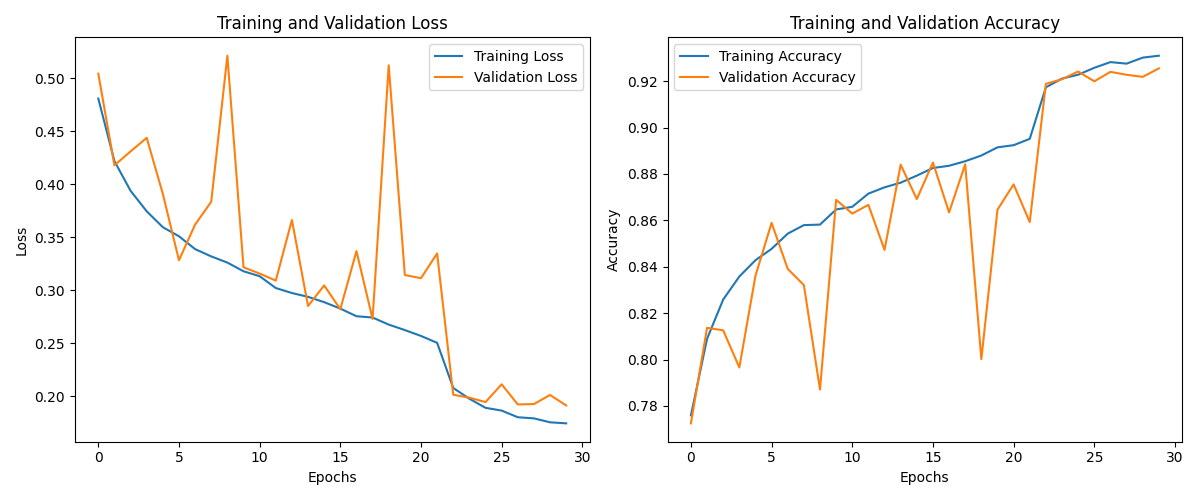 Training and Validation Loss
Training Loss
Validation Loss
0.50
0.45
0.40
0.35
0.30
0.25
0.20
Loss
0 5 10 15 20 25 30
Epochs
Training and Validation Accuracy
Training Accuracy
Validation Accuracy
0.92
0.90
0.88
0.86
0.84
0.82
0.80
0.78
Accuracy
0 5 10 15 20 25 30
Epochs